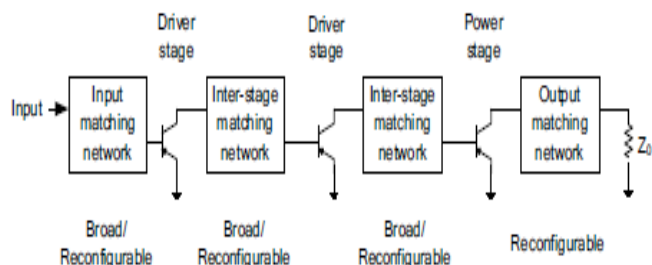 Driver
stage
Driver
stage
Power
stage
Input
Input
matching
network
Inter-stage
matching
network
Inter-stage
matching
network
Output
matching
network
Z0
Broad/
Reconfigurable
Broad/
Reconfigurable
Broad/
Reconfigurable
Reconfigurable